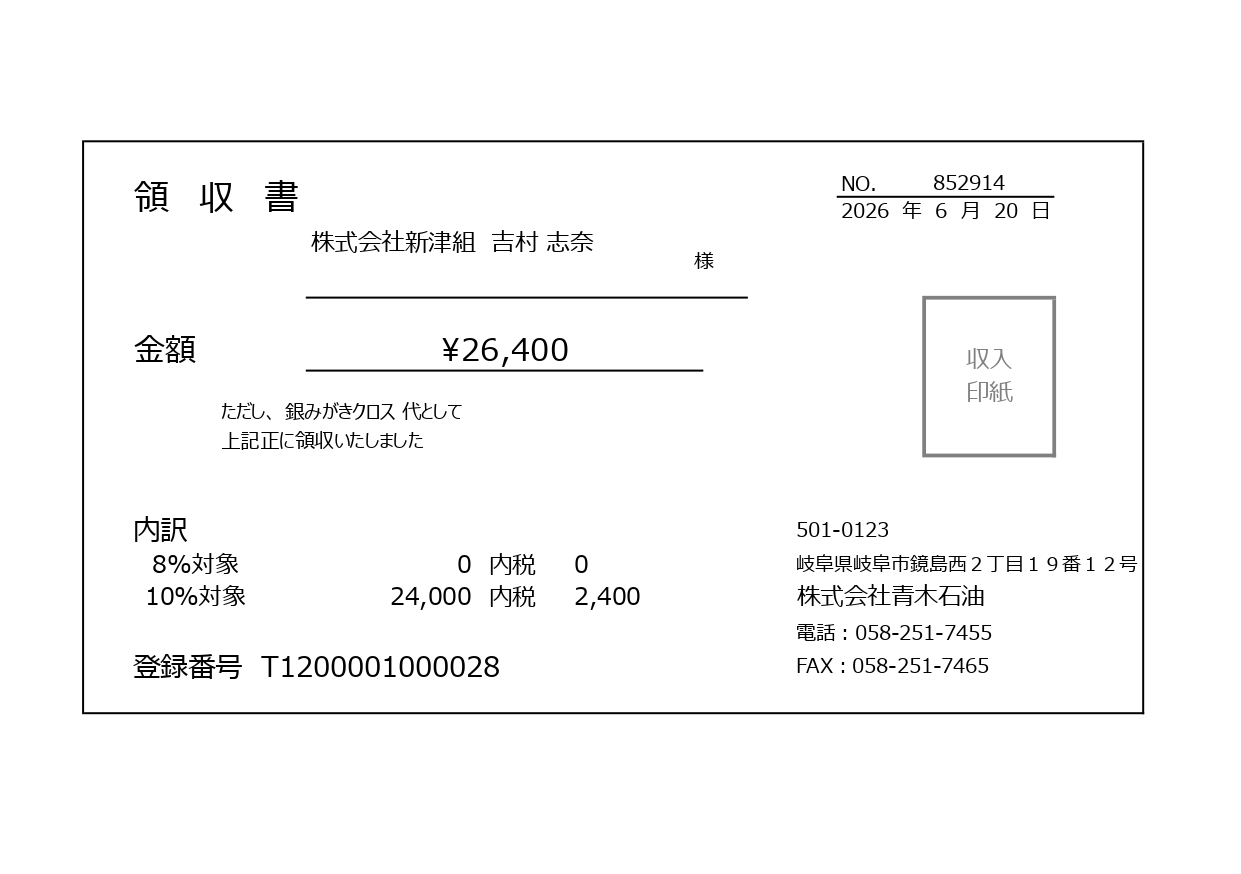 領 収 書
NO. 852914
2026 年 6 月 20 日
株式会社新津組 吉村 志奈
様
金額 ¥26,400
収入
印紙
ただし、銀みがきクロス 代として
上記正に領収いたしました
内訳
8%対象 0 内税 0
10%対象 24,000 内税 2,400
登録番号 T1200001000028
501-0123
岐阜県岐阜市鏡島西２丁目１９番１２号
株式会社青木石油
電話：058-251-7455
FAX：058-251-7465